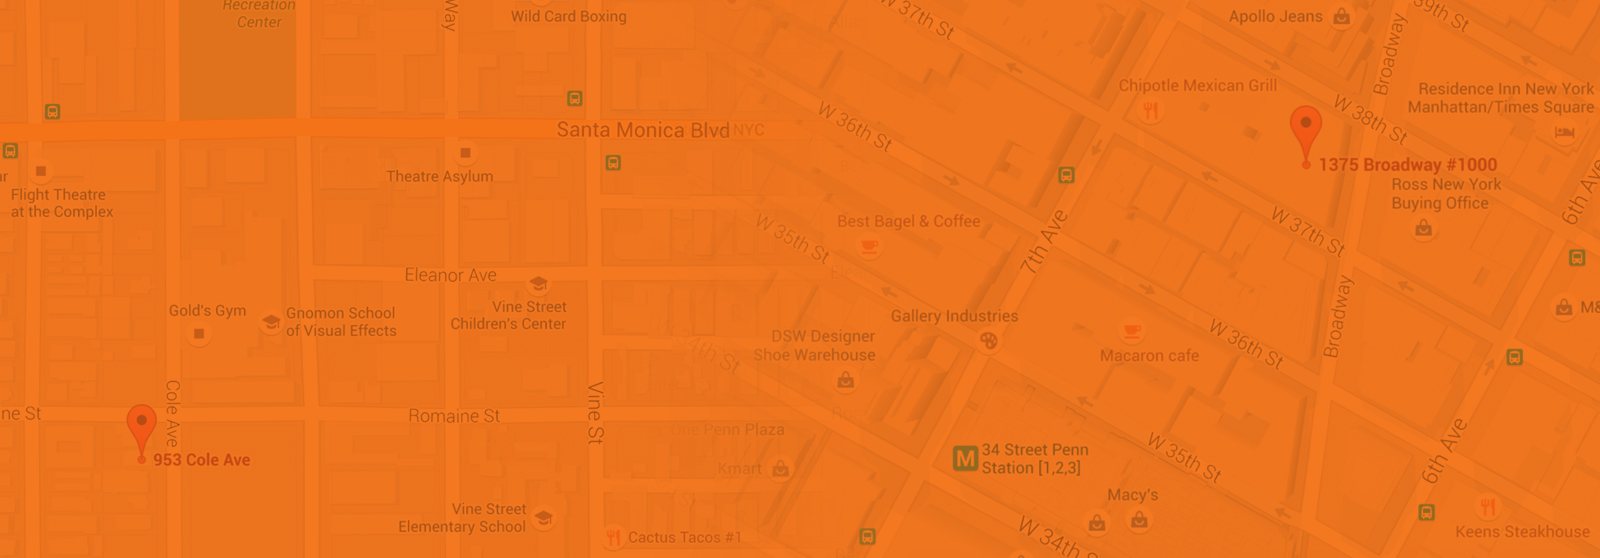 Recreation
Center
Way
Wild Card Boxing
W 37th St
Apollo Jeans
Broadway
39th St
Chipotle Mexican Grill
Residence Inn New York
Manhattan/Times Square
W 38th St
Santa Monica Blvd
NYC
W 36th St
1375 Broadway #1000
Ross New York
Buying Office
6th Ave
Theatre Asylum
Flight Theatre
at the Complex
Best Bagel & Coffee
W 35th St
7th Ave
W 37th St
Eleanor Ave
Vine Street
Children's Center
Gold's Gym
Gnomon School
of Visual Effects
Gallery Industries
DSW Designer
Shoe Warehouse
Macaron cafe
W 36th St
Broadway
M&
Cole Ave
Romaine St
Vine St
ne St
953 Cole Ave
One Penn Plaza
Kmart
M
34 Street Penn
Station [1,2,3]
W 35th St
6th Ave
Macy's
Vine Street
Elementary School
Cactus Tacos #1
W 34th St
Keens Steakhouse